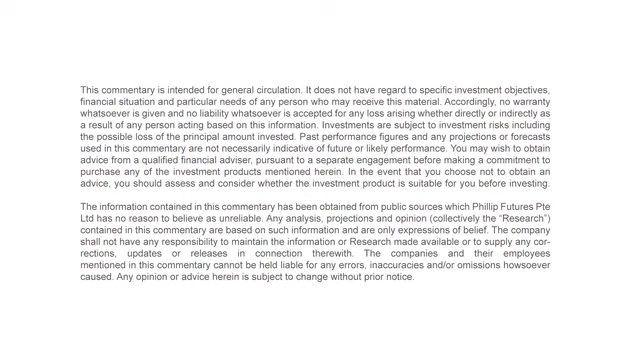 This commentary is intended for general circulation. It does not have regard to specific investment objectives,
financial situation and particular needs of any person who may receive this material. Accordingly, no warranty
whatsoever is given and no liability whatsoever is accepted for any loss arising whether directly or indirectly as
a result of any person acting based on this information. Investments are subject to investment risks including
the possible loss of the principal amount invested. Past performance figures and any projections or forecasts
used in this commentary are not necessarily indicative of future or likely performance. You may wish to obtain
advice from a qualified financial adviser, pursuant to a separate engagement before making a commitment to
purchase any of the investment products mentioned herein. In the event that you choose not to obtain an
advice, you should assess and consider whether the investment product is suitable for you before investing.
The information contained in this commentary has been obtained from public sources which Phillip Futures Pte
Ltd has no reason to believe as unreliable. Any analysis, projections and opinion (collectively the “Research”)
contained in this commentary are based on such information and are only expressions of belief. The company
shall not have any responsibility to maintain the information or Research made available or to supply any cor-
rections, updates or releases in connection therewith. The companies and their employees
mentioned in this commentary cannot be held liable for any errors, inaccuracies and/or omissions howsoever
caused. Any opinion or advice herein is subject to change without prior notice.